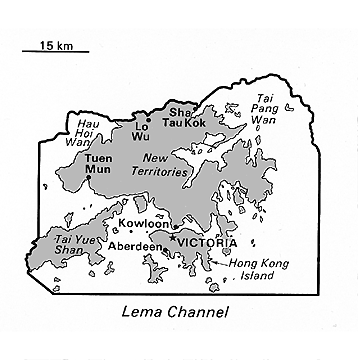 15 km
Sha
Tau Kok
Tai
Pang
Wan
Hau
Hoi
Wan
Lo
Wu
Tuen
Mun
New
Territories
Kowloon
Tai Yue
Shan
Aberdeen
VICTORIA
Hong Kong
Island
Lema Channel